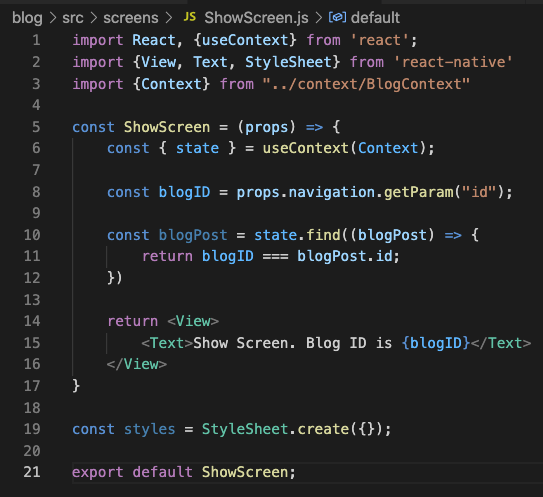 blog > src > screens > JS ShowScreen.js > default
1 import React, {useContext} from 'react';
2 import {View, Text, StyleSheet} from 'react-native'
3 import {Context} from "../context/BlogContext"
4
5 const ShowScreen = (props) => {
6     const { state } = useContext(Context);
7
8     const blogID = props.navigation.getParam("id");
9
10     const blogPost = state.find((blogPost) => {
11         return blogID === blogPost.id;
12     })
13
14     return <View>
15         <Text>Show Screen. Blog ID is {blogID}</Text>
16     </View>
17 }
18
19 const styles = StyleSheet.create({});
20
21 export default ShowScreen;